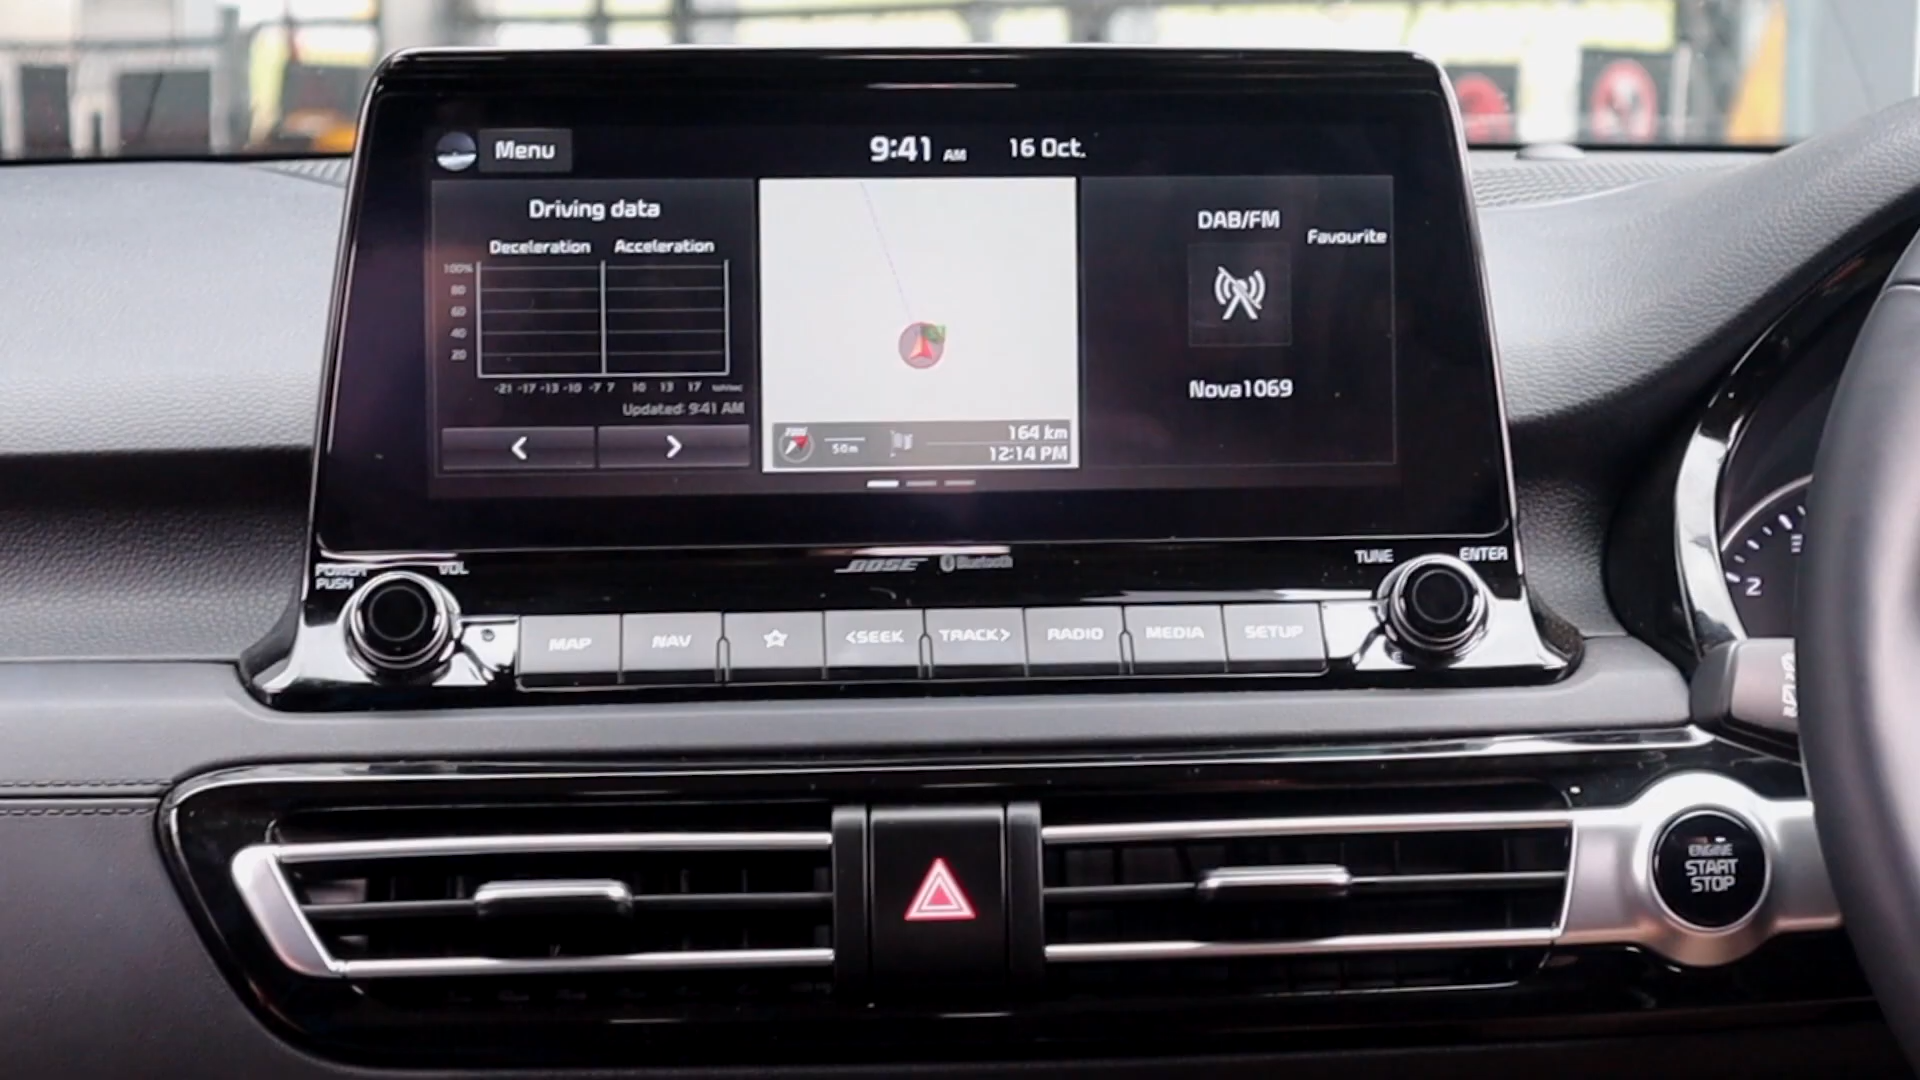 Menu
9:41 AM 16 Oct.
Driving data
Deceleration Acceleration
100%
80
60
40
20
-21 -17 -13 -10 -7 7 10 13 17
Updated: 9:41 AM
50m
164 km
12:14 PM
DAB/FM
Favourite
Nova1069
POWER
PUSH
VOL
BOSE Bluetooth
TUNE
ENTER
MAP
NAV
<SEEK
TRACK>
RADIO
MEDIA
SETUP
2
ENGINE
START
STOP